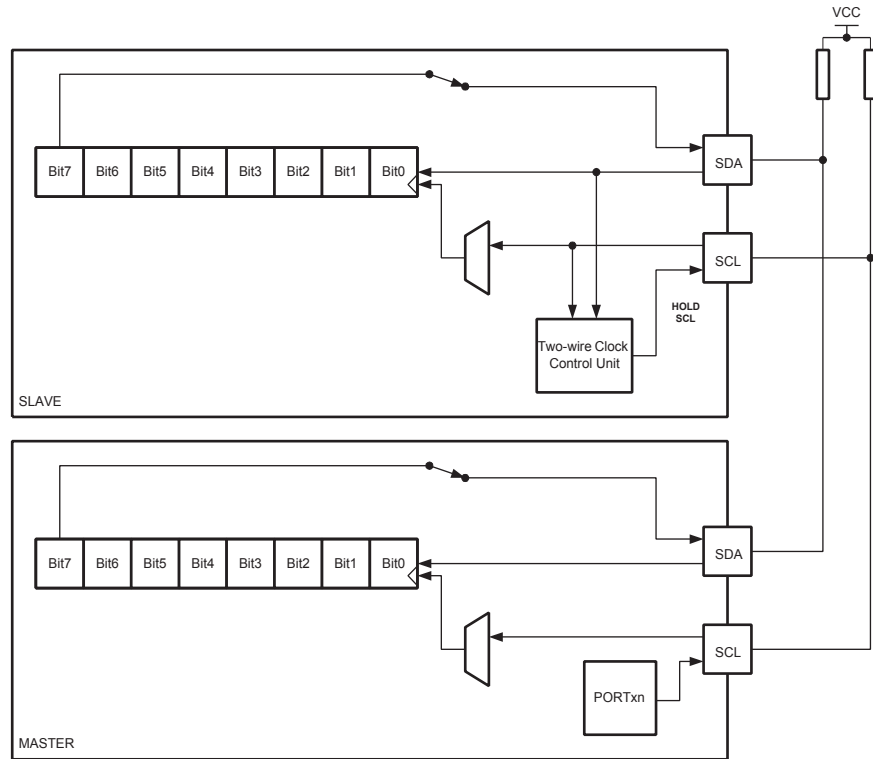 VCC
Bit7 Bit6 Bit5 Bit4 Bit3 Bit2 Bit1 Bit0
SDA
SCL
HOLD
SCL
Two-wire Clock
Control Unit
SLAVE
Bit7 Bit6 Bit5 Bit4 Bit3 Bit2 Bit1 Bit0
SDA
SCL
PORTxn
MASTER